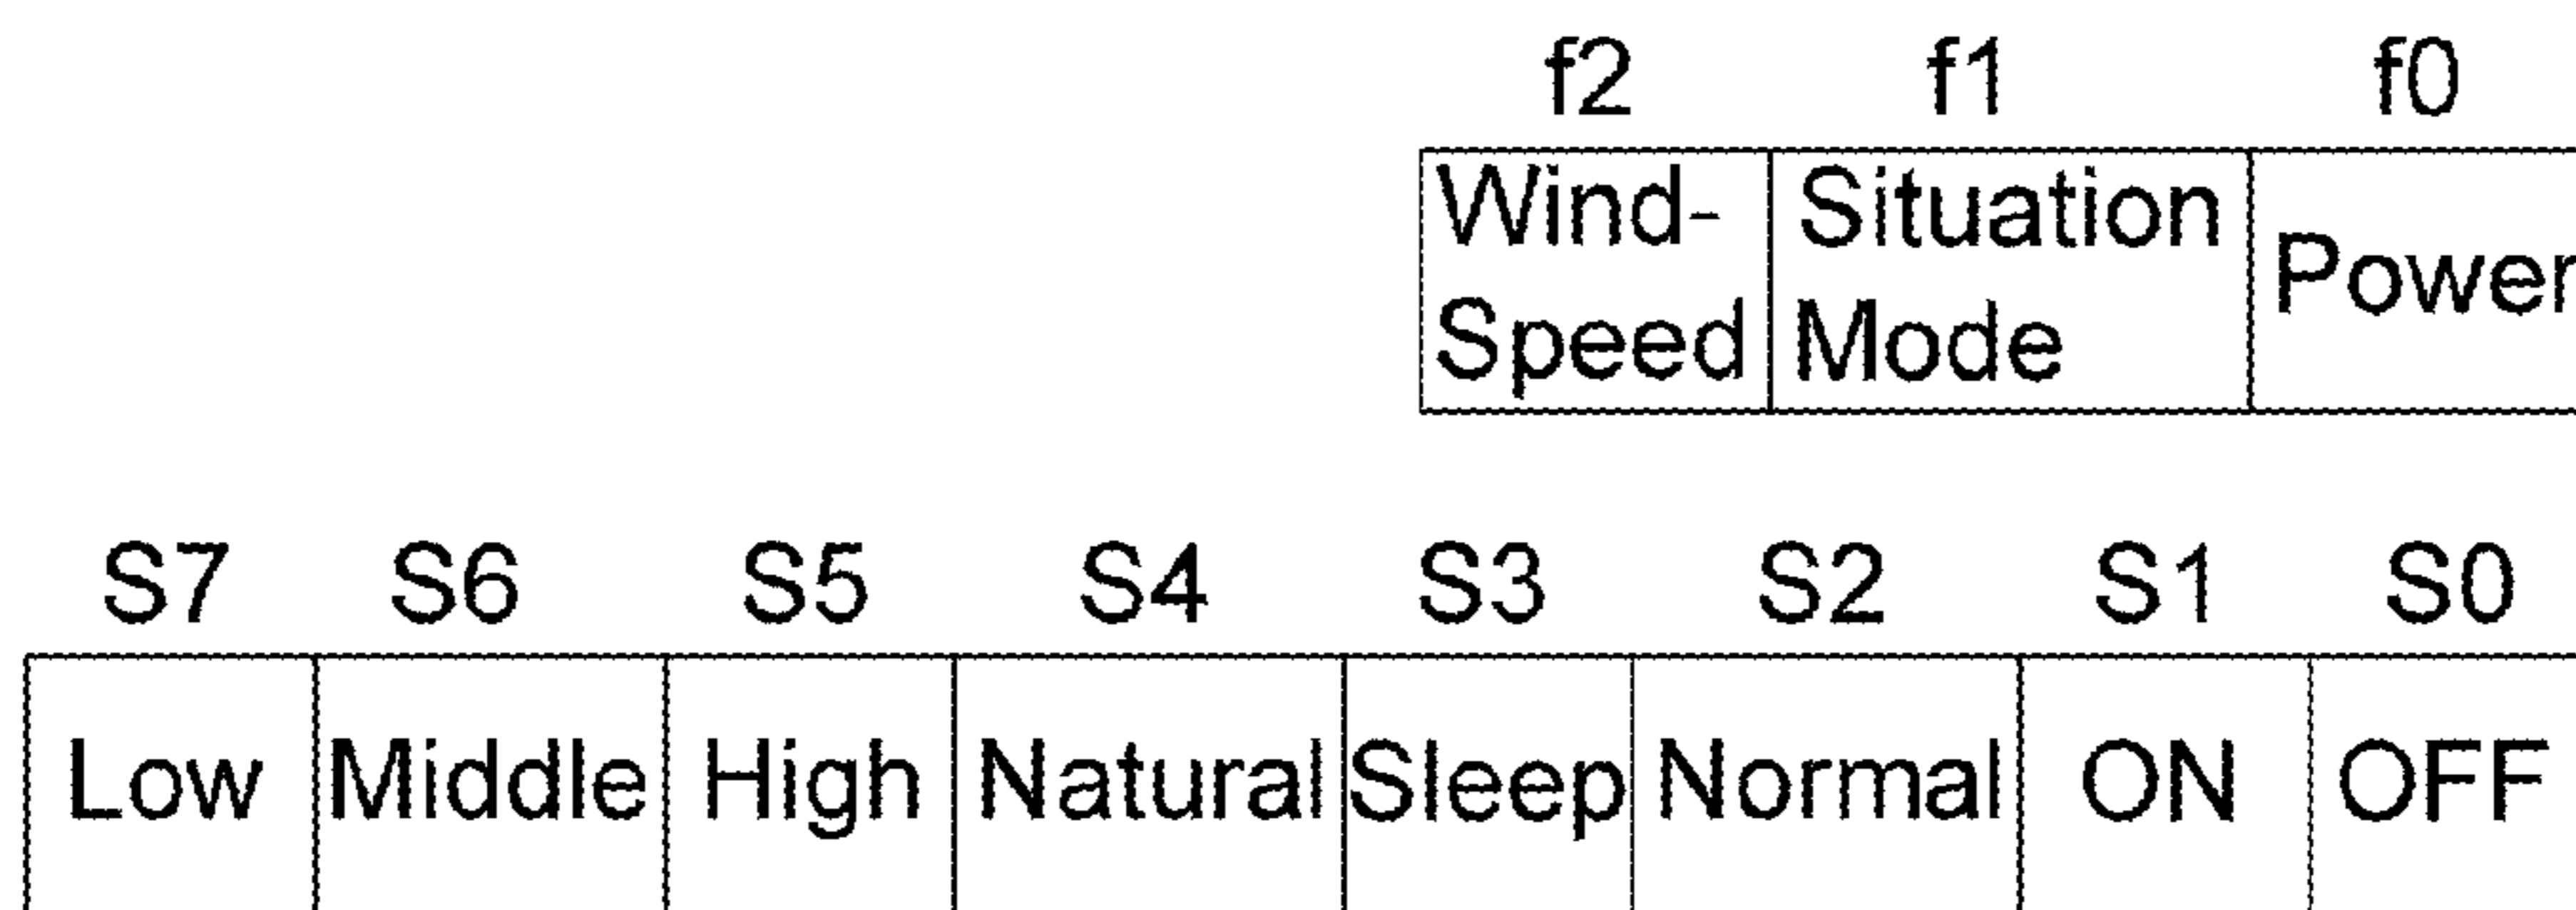 f2 f1 f0
Wind- Situation Power
Speed Mode
S7 S6 S5 S4 S3 S2 S1 S0
Low Middle High Natural Sleep Normal ON OFF